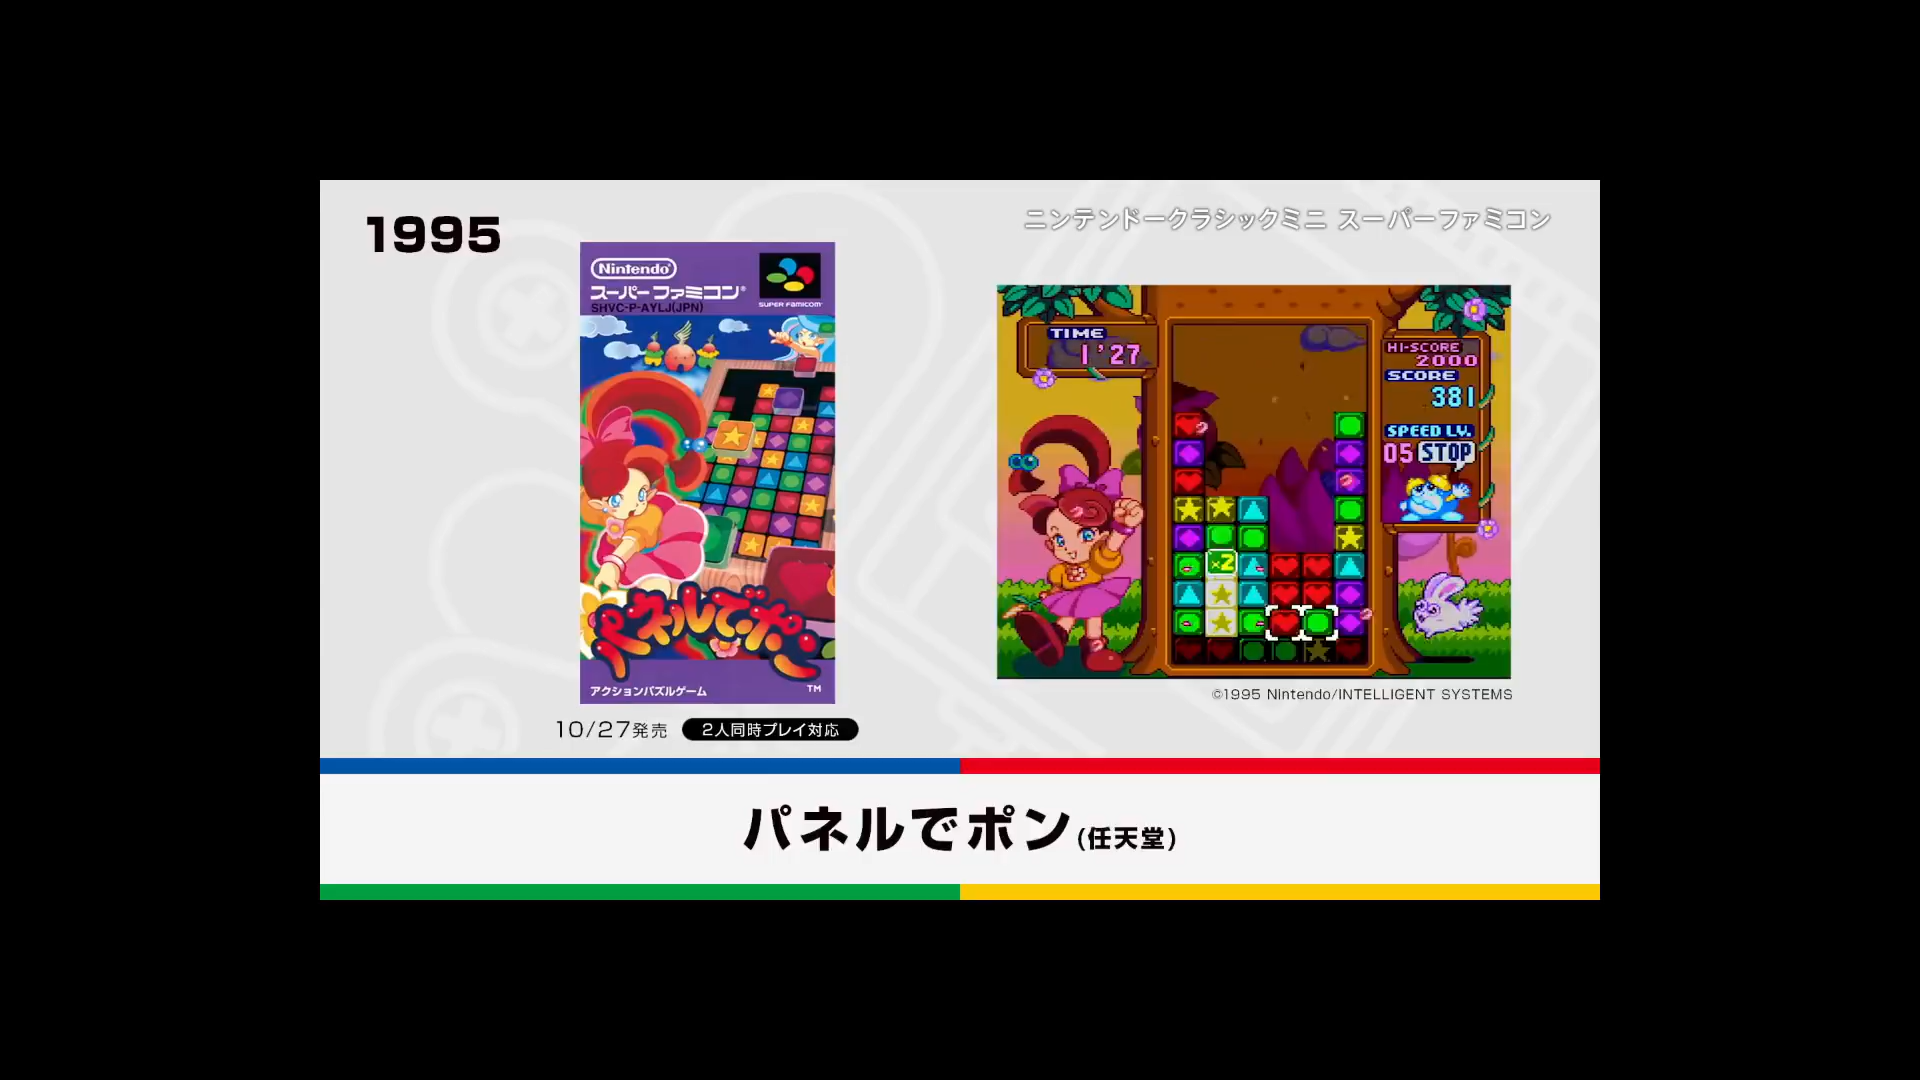 1995
ニンテンドークラシックミニ スーパーファミコン
Nintendo
スーパーファミコン
SHVC-P-AYLJ(JPN)
SUPER FAMICOM
パネルでポン
TM
アクションパズルゲーム
10/27発売 2人同時プレイ対応
TIME
1'27
HI-SCORE
2000
SCORE
381
SPEED LV.
05 STOP
×2
©1995 Nintendo/INTELLIGENT SYSTEMS
パネルでポン(任天堂)